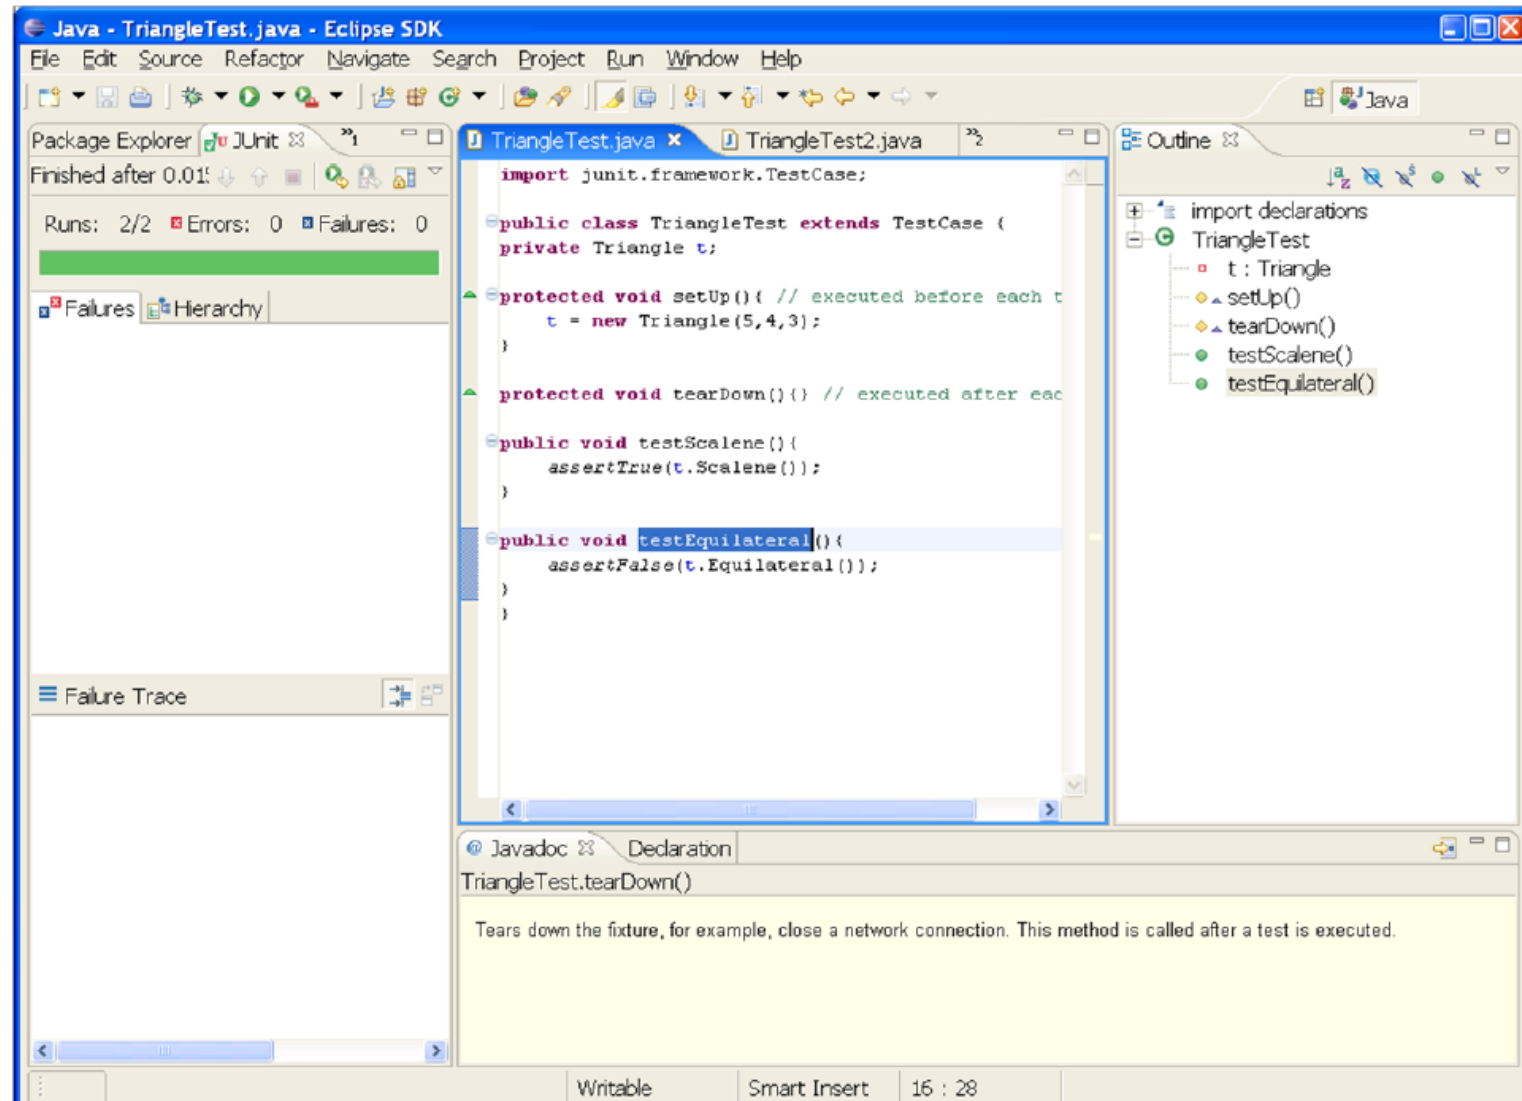 Java - TriangleTest.java - Eclipse SDK
File Edit Source Refactor Navigate Search Project Run Window Help
Java
Package Explorer JUnit »1
Finished after 0.01
Runs: 2/2 Errors: 0 Failures: 0
Failures Hierarchy
Failure Trace
TriangleTest.java TriangleTest2.java »2
import junit.framework.TestCase;
public class TriangleTest extends TestCase {
private Triangle t;
protected void setUp(){ // executed before each t
t = new Triangle(5,4,3);
}
protected void tearDown(){} // executed after eac
public void testScalene(){
assertTrue(t.Scalene());
}
public void testEquilateral(){
assertFalse(t.Equilateral());
}
}
Outline
import declarations
TriangleTest
t : Triangle
setUp()
tearDown()
testScalene()
testEquilateral()
@ Javadoc Declaration
TriangleTest.tearDown()
Tears down the fixture, for example, close a network connection. This method is called after a test is executed.
Writable Smart Insert 16 : 28